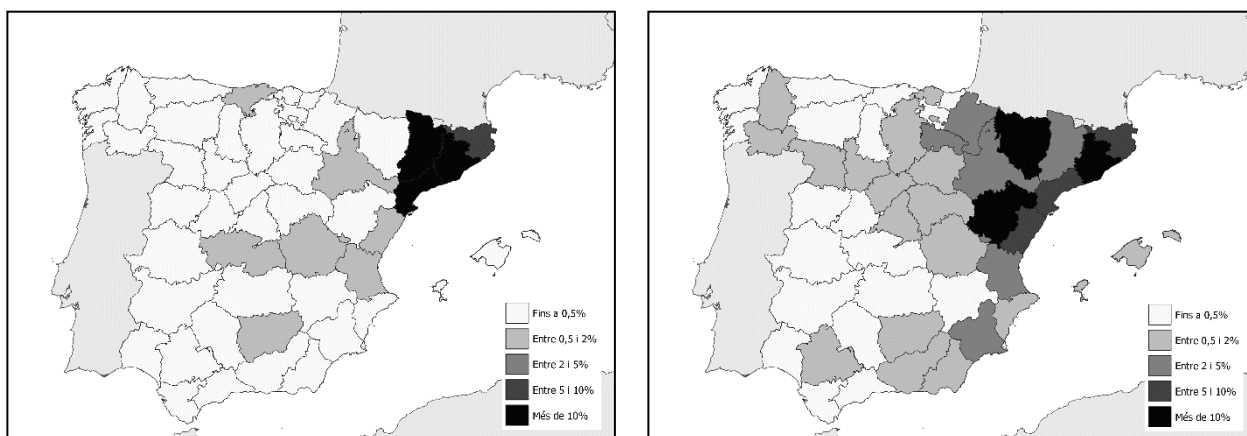 Fins a 0,5%
Entre 0,5 i 2%
Entre 2 i 5%
Entre 5 i 10%
Més de 10%
Fins a 0,5%
Entre 0,5 i 2%
Entre 2 i 5%
Entre 5 i 10%
Més de 10%